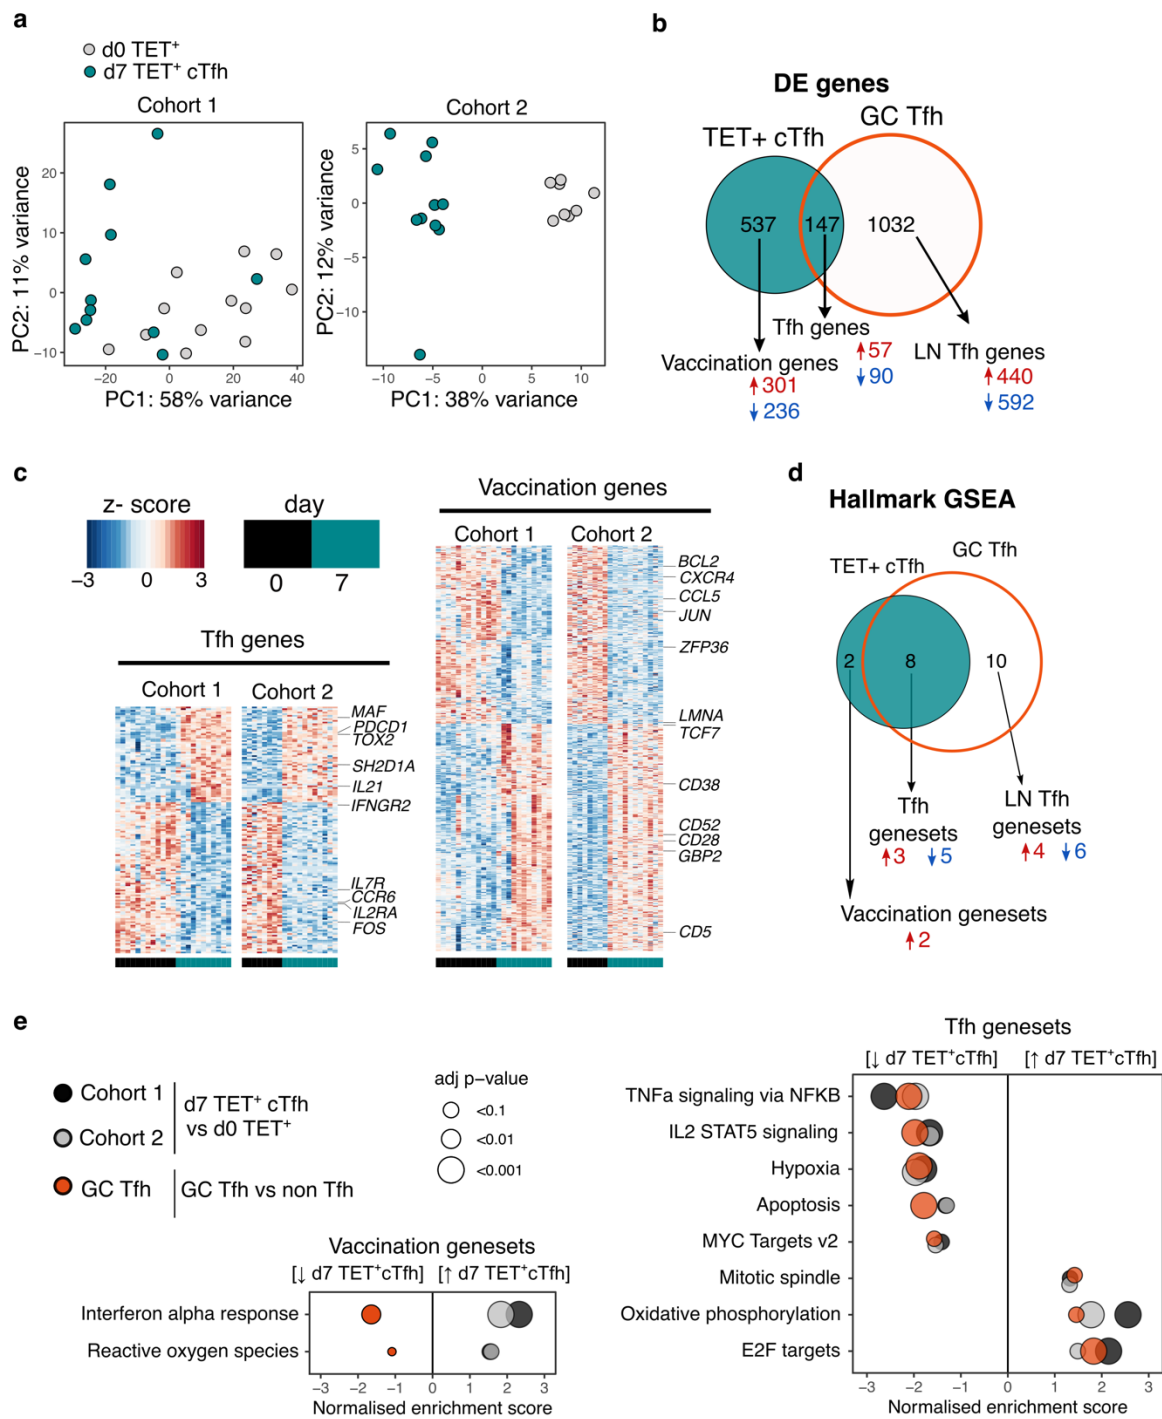 a
d0 TET+
d7 TET+ cTfh
Cohort 1
Cohort 2
PC2: 11% variance
20
10
0
−10
−20
0
20
40
PC1: 58% variance
PC2: 12% variance
5
0
−5
−10
−10
−5
0
5
10
PC1: 38% variance
b
DE genes
TET+ cTfh
GC Tfh
537
147
1032
Tfh genes
↑57
↓90
Vaccination genes
↑301
↓236
LN Tfh genes
↑440
↓592
c
z- score
−3
0
3
day
0
7
Tfh genes
Cohort 1
Cohort 2
MAF
PDCD1
TOX2
SH2D1A
IL21
IFNGR2
IL7R
CCR6
IL2RA
FOS
Vaccination genes
Cohort 1
Cohort 2
BCL2
CXCR4
CCL5
JUN
ZFP36
LMNA
TCF7
CD38
CD52
CD28
GBP2
CD5
d
Hallmark GSEA
TET+ cTfh
GC Tfh
2
8
10
Tfh
genesets
↑3 ↓5
LN Tfh
genesets
↑4 ↓6
Vaccination genesets
↑2
e
Cohort 1
Cohort 2
d7 TET+ cTfh
vs d0 TET+
GC Tfh
GC Tfh vs non Tfh
adj p−value
<0.1
<0.01
<0.001
Vaccination genesets
[↓ d7 TET+cTfh]
[↑ d7 TET+cTfh]
Interferon alpha response
Reactive oxygen species
−3
−2
−1
0
1
2
3
Normalised enrichment score
Tfh genesets
[↓ d7 TET+cTfh]
[↑ d7 TET+cTfh]
TNFa signaling via NFKB
IL2 STAT5 signaling
Hypoxia
Apoptosis
MYC Targets v2
Mitotic spindle
Oxidative phosphorylation
E2F targets
−3
−2
−1
0
1
2
3
Normalised enrichment score